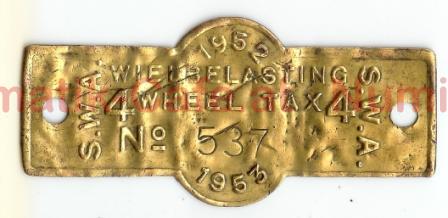 1952
S.W.A. WIELBELASTING S.W.A.
4 WHEEL TAX 4
No 537
1953